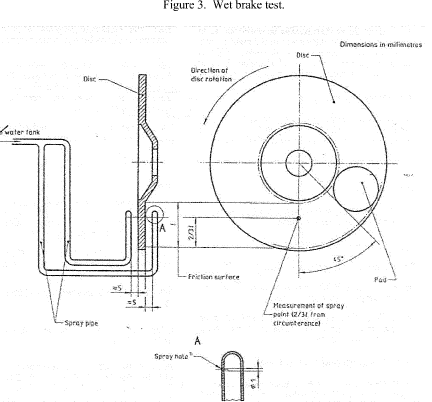 Figure 3. Wet brake test.
Dimensions in millimetres
Disc
Direction of
disc rotation
Disc
water tank
A
2/3l
l
45°
Friction surface
Pad
≈5
≈5
Measurement of spray
point (2/3l from
circumference)
Spray pipe
A
Spray hole